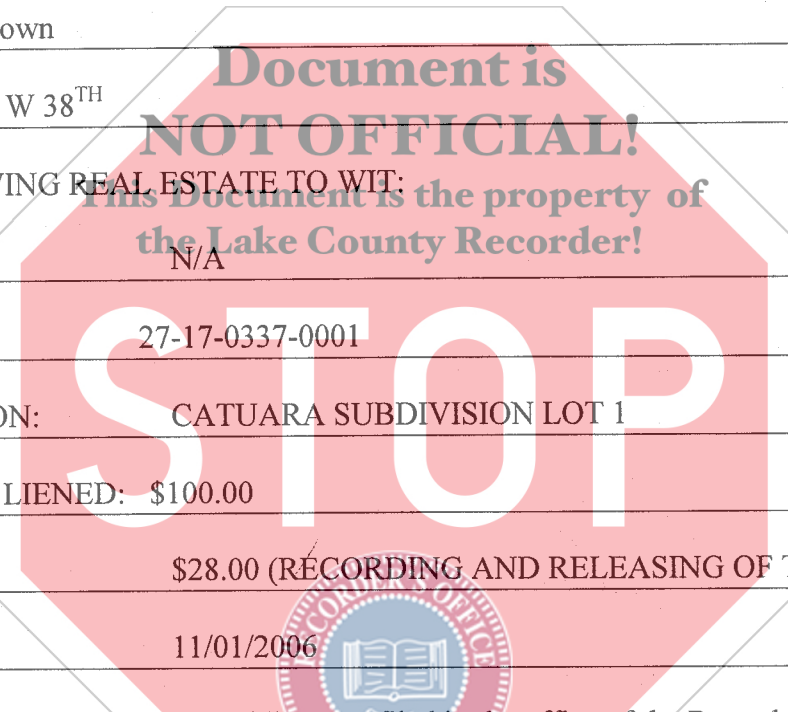 own
Document is
W 38TH
NOT OFFICIAL!
VING REAL ESTATE TO WIT:
This Document is the property of
the Lake County Recorder!
N/A
27-17-0337-0001
ON: CATUARA SUBDIVISION LOT 1
STOP
LIENED: $100.00
$28.00 (RECORDING AND RELEASING OF T
RECORDER'S OFFICE
11/01/2006